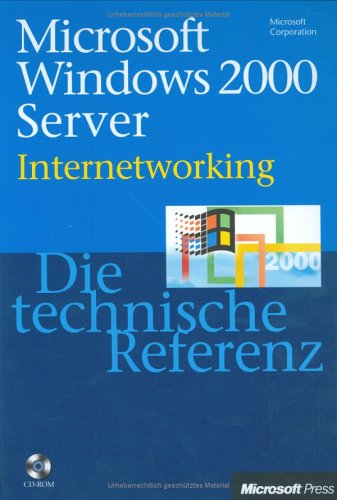 Urheberrechtlich geschütztes Material
Microsoft
Corporation
Microsoft
Windows 2000
Server
Internetworking
2000
Die
technische
Referenz
CD-ROM
Urheberrechtlich geschütztes Material
Microsoft Press